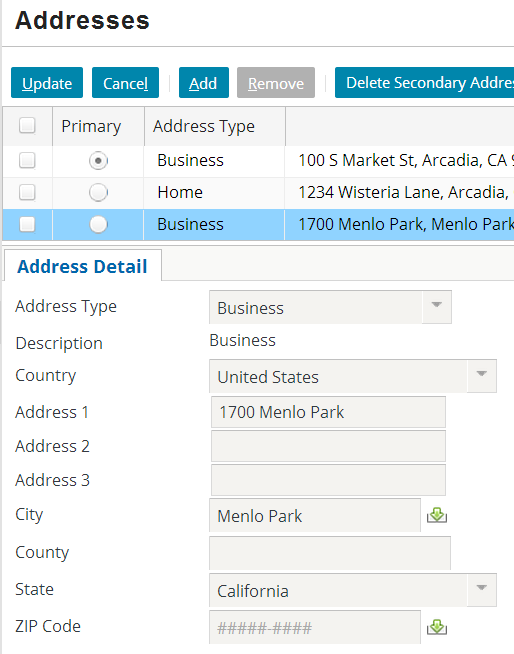 Addresses
Update Cancel Add Remove Delete Secondary Addre
Primary Address Type
Business 100 S Market St, Arcadia, CA
Home 1234 Wisteria Lane, Arcadia,
Business 1700 Menlo Park, Menlo Park
Address Detail
Address Type Business
Description Business
Country United States
Address 1 1700 Menlo Park
Address 2
Address 3
City Menlo Park
County
State California
ZIP Code #####-####